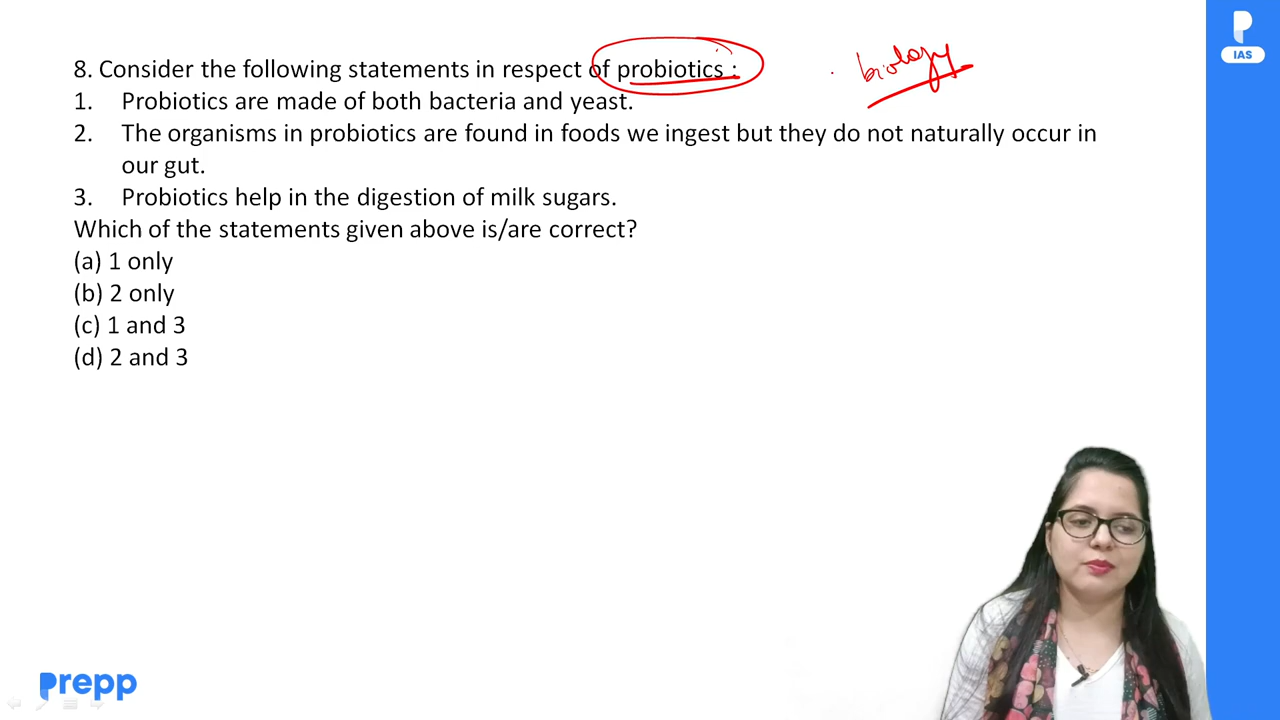 8. Consider the following statements in respect of probiotics :
biology
1. Probiotics are made of both bacteria and yeast.
2. The organisms in probiotics are found in foods we ingest but they do not naturally occur in
our gut.
3. Probiotics help in the digestion of milk sugars.
Which of the statements given above is/are correct?
(a) 1 only
(b) 2 only
(c) 1 and 3
(d) 2 and 3
IAS
prepp